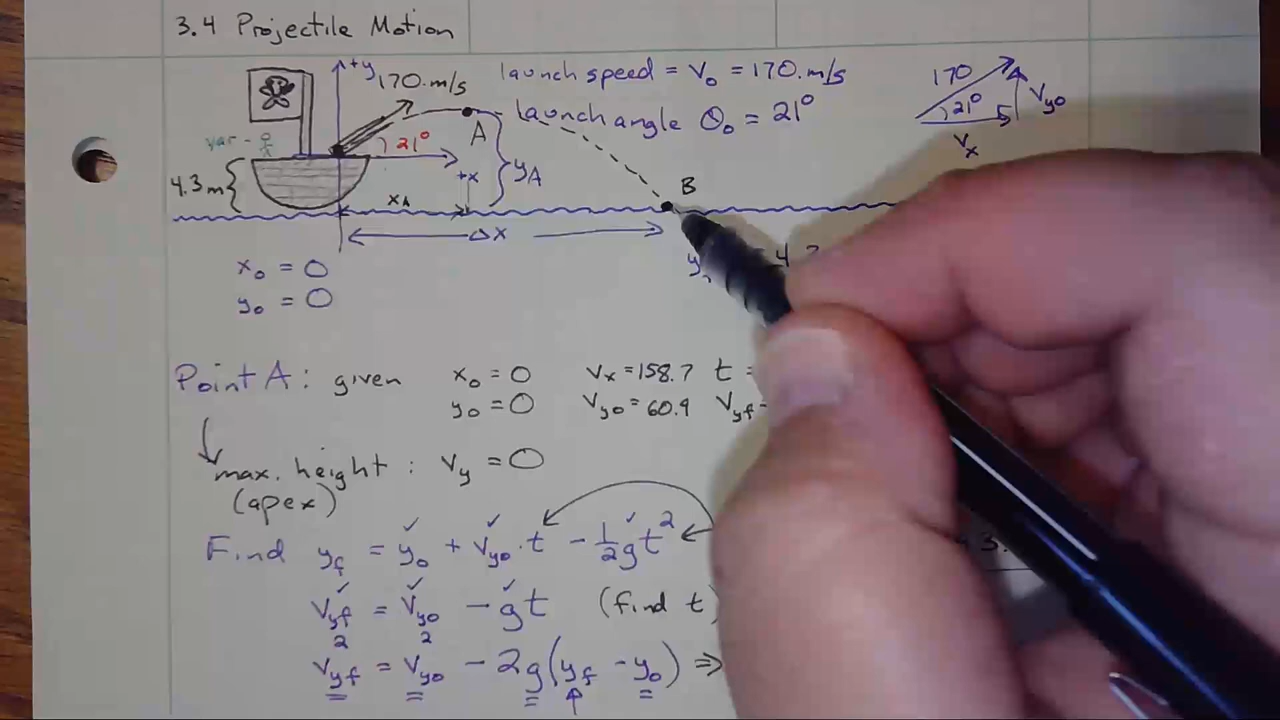 3.4 Projectile Motion
+y 170. m/s launch speed = V₀ = 170. m/s
launch angle θ₀ = 21°
170 21° Vy₀ Vx
21° A
+x yA B
4.3 m
xA
Δx
x₀ = 0
y₀ = 0
Point A: given x₀ = 0 Vx = 158.7 t =
y₀ = 0 Vy₀ = 60.9 Vyf
max. height : Vy = 0
(apex)
Find yf = y₀ + Vy₀·t - ½gt²
Vyf = Vy₀ - gt (find t)
Vyf² = Vy₀² - 2g(yf - y₀) ⇒